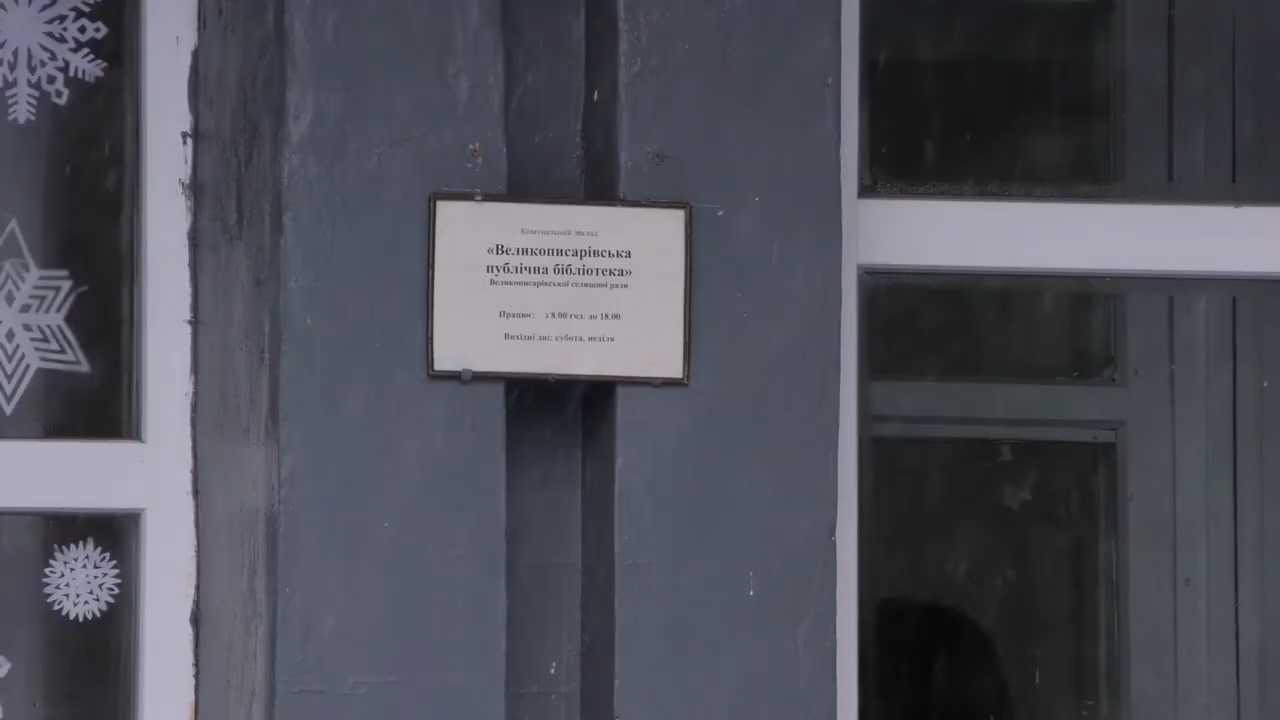 Комунальний заклад
«Великописарівська
публічна бібліотека»
Великописарівської селищної ради
Працює: з 8.00 год. до 18.00
Вихідні дні: субота, неділя